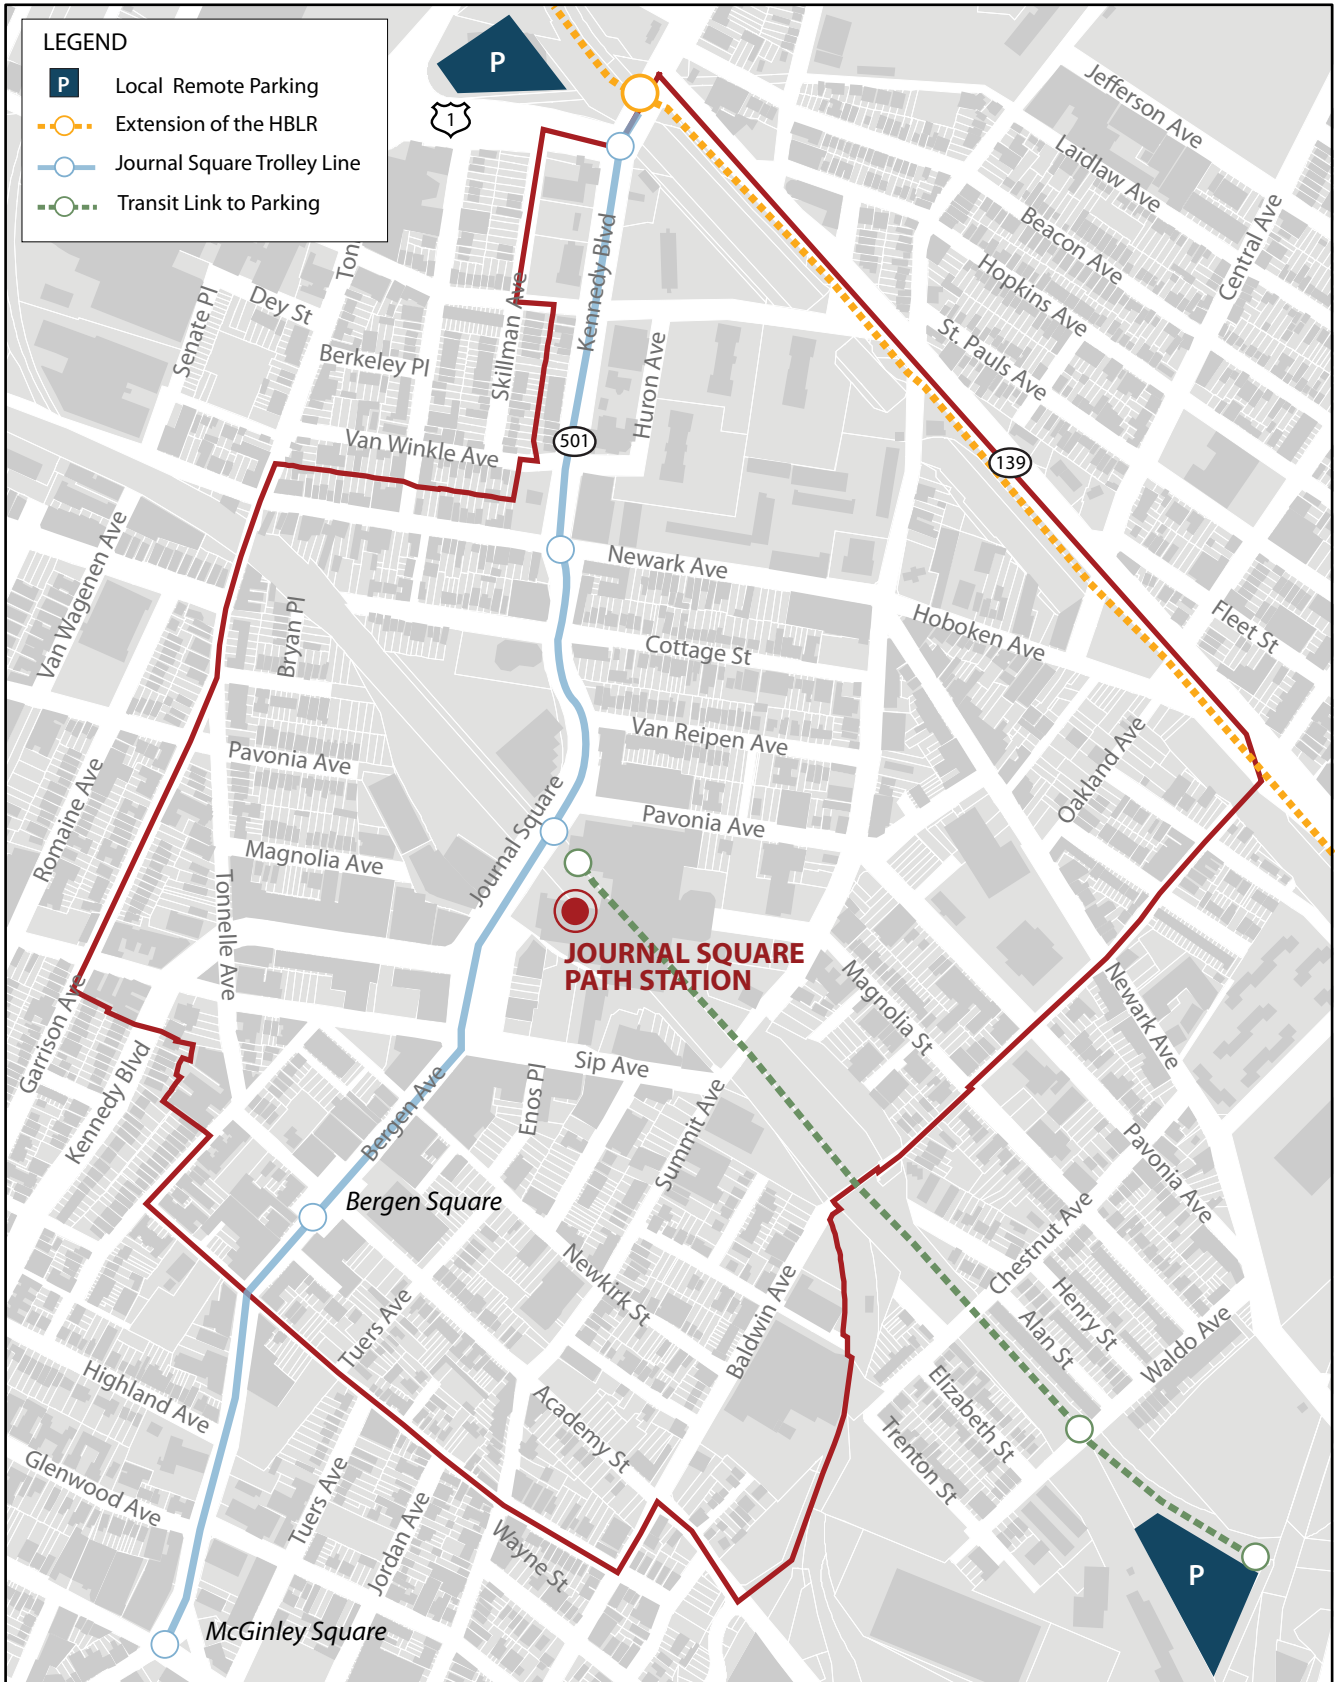 LEGEND
P Local Remote Parking
Extension of the HBLR
Journal Square Trolley Line
Transit Link to Parking
P
1
Jefferson Ave
Laidlaw Ave
Beacon Ave
Central Ave
Hopkins Ave
St. Pauls Ave
Ton
Senate Pl
Dey St
Berkeley Pl
Skillman Ave
Kennedy Blvd
Huron Ave
Van Winkle Ave
501
139
Van Wagenen Ave
Newark Ave
Hoboken Ave
Fleet St
Bryan Pl
Cottage St
Van Reipen Ave
Pavonia Ave
Oakland Ave
Romaine Ave
Journal Square
Pavonia Ave
Magnolia Ave
Tonnelle Ave
JOURNAL SQUARE
PATH STATION
Magnolia St
Newark Ave
Garrison Ave
Kennedy Blvd
Sip Ave
Enos Pl
Summit Ave
Bergen Ave
Pavonia Ave
Bergen Square
Chestnut Ave
Newkirk St
Henry St
Alan St
Waldo Ave
Baldwin Ave
Tuers Ave
Highland Ave
Elizabeth St
Academy St
Trenton St
Glenwood Ave
Tuers Ave
Jordan Ave
Wayne St
P
McGinley Square